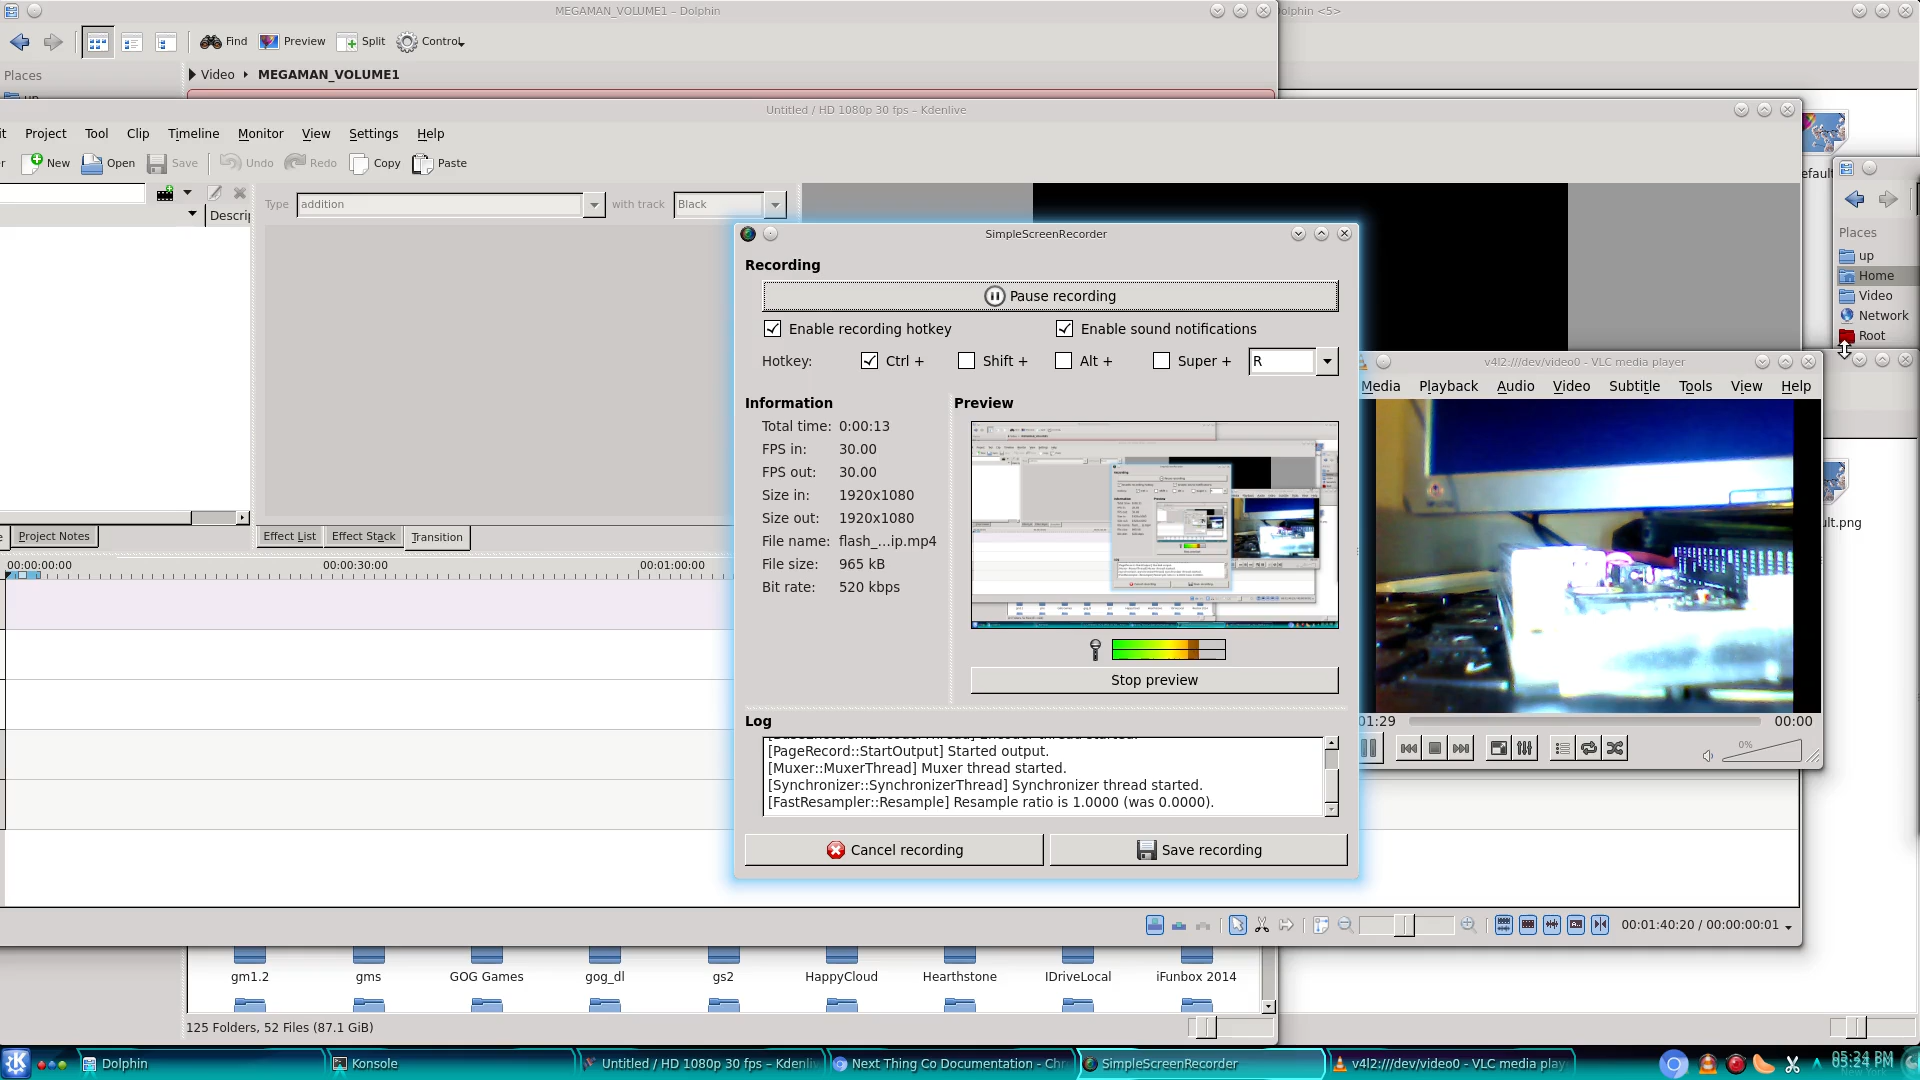 MEGAMAN_VOLUME1 – Dolphin
olphin <5>
Find Preview Split Control
Places
Video MEGAMAN_VOLUME1
up
Untitled / HD 1080p 30 fps – Kdenlive
it Project Tool Clip Timeline Monitor View Settings Help
New Open Save Undo Redo Copy Paste
Type addition with track Black
Descrip
Project Notes
Effect List Effect Stack Transition
00:00:00:00 00:00:30:00 00:01:00:00
SimpleScreenRecorder
Recording
Pause recording
Enable recording hotkey Enable sound notifications
Hotkey: Ctrl + Shift + Alt + Super + R
Information
Total time: 0:00:13
FPS in: 30.00
FPS out: 30.00
Size in: 1920x1080
Size out: 1920x1080
File name: flash_...ip.mp4
File size: 965 kB
Bit rate: 520 kbps
Preview
Stop preview
Log
[PageRecord::StartOutput] Started output.
[Muxer::MuxerThread] Muxer thread started.
[Synchronizer::SynchronizerThread] Synchronizer thread started.
[FastResampler::Resample] Resample ratio is 1.0000 (was 0.0000).
Cancel recording Save recording
efault
Places
up
Home
Video
Network
Root
v4l2:///dev/video0 - VLC media player
Media Playback Audio Video Subtitle Tools View Help
ult.png
01:29 00:00
0%
00:01:40:20 / 00:00:00:01
gm1.2 gms GOG Games gog_dl gs2 HappyCloud Hearthstone IDriveLocal iFunbox 2014
125 Folders, 52 Files (87.1 GiB)
Dolphin Konsole Untitled / HD 1080p 30 fps – Kdenliv Next Thing Co Documentation - Chr SimpleScreenRecorder v4l2:///dev/video0 - VLC media play
05:24 PM